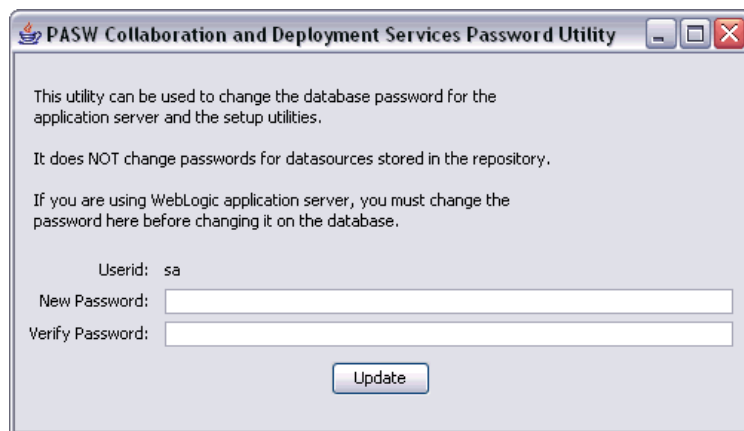 PASW Collaboration and Deployment Services Password Utility
This utility can be used to change the database password for the
application server and the setup utilities.
It does NOT change passwords for datasources stored in the repository.
If you are using WebLogic application server, you must change the
password here before changing it on the database.
Userid: sa
New Password:
Verify Password:
Update